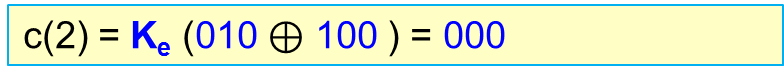 c(2) = Kₑ (010 ⊕ 100 ) = 000